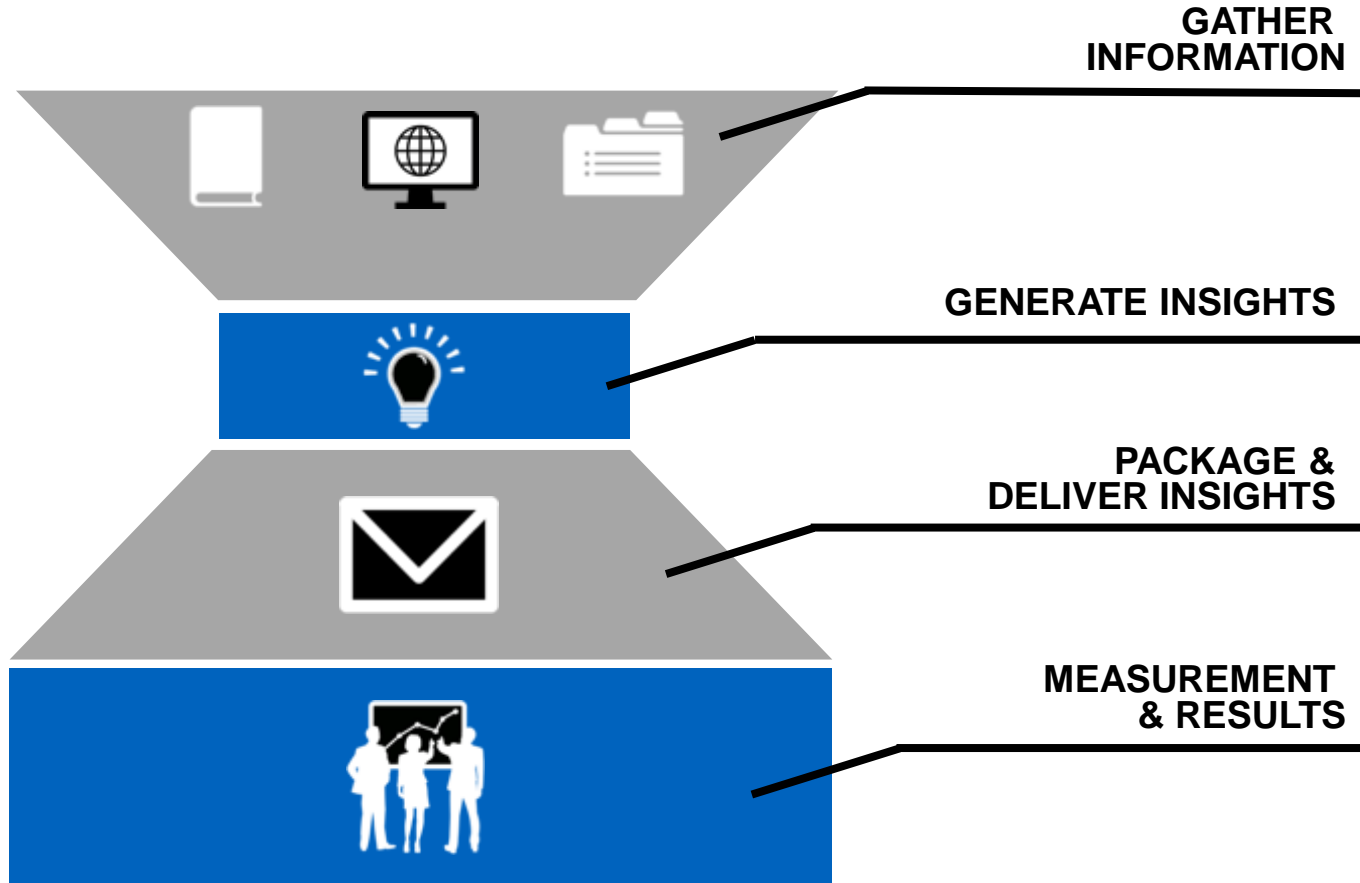 GATHER
INFORMATION
GENERATE INSIGHTS
PACKAGE &
DELIVER INSIGHTS
MEASUREMENT
& RESULTS